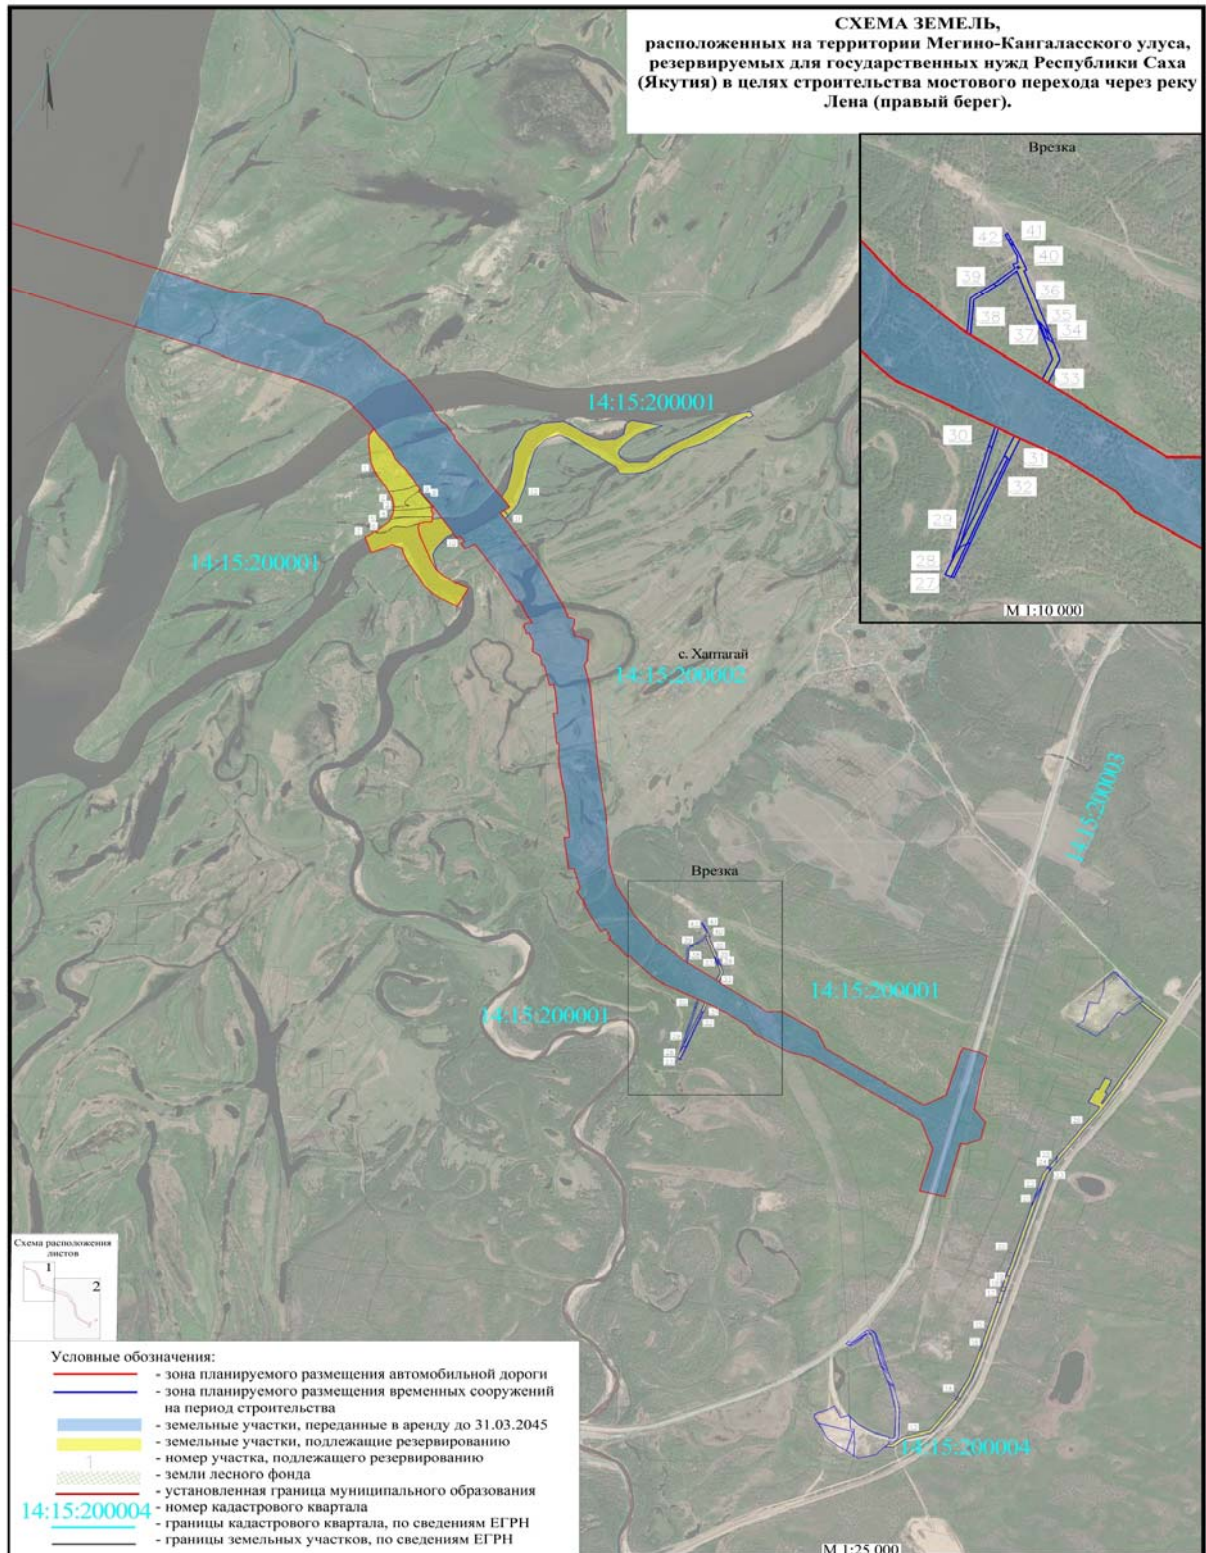 СХЕМА ЗЕМЕЛЬ,
расположенных на территории Мегино-Кангаласского улуса,
резервируемых для государственных нужд Республики Саха
(Якутия) в целях строительства мостового перехода через реку
Лена (правый берег).
Врезка
42
41
40
39
36
38
35
37
34
33
30
31
32
29
28
27
М 1:10 000
14:15:200001
14:15:200001
с. Хаптагай
14:15:200002
14:15:200003
Врезка
14:15:200001
14:15:200001
14:15:200004
Схема расположения
листов
1
2
Условные обозначения:
- зона планируемого размещения автомобильной дороги
- зона планируемого размещения временных сооружений
на период строительства
- земельные участки, переданные в аренду до 31.03.2045
- земельные участки, подлежащие резервированию
1 - номер участка, подлежащего резервированию
- земли лесного фонда
- установленная граница муниципального образования
14:15:200004 - номер кадастрового квартала
- границы кадастрового квартала, по сведениям ЕГРН
- границы земельных участков, по сведениям ЕГРН
М 1:25 000